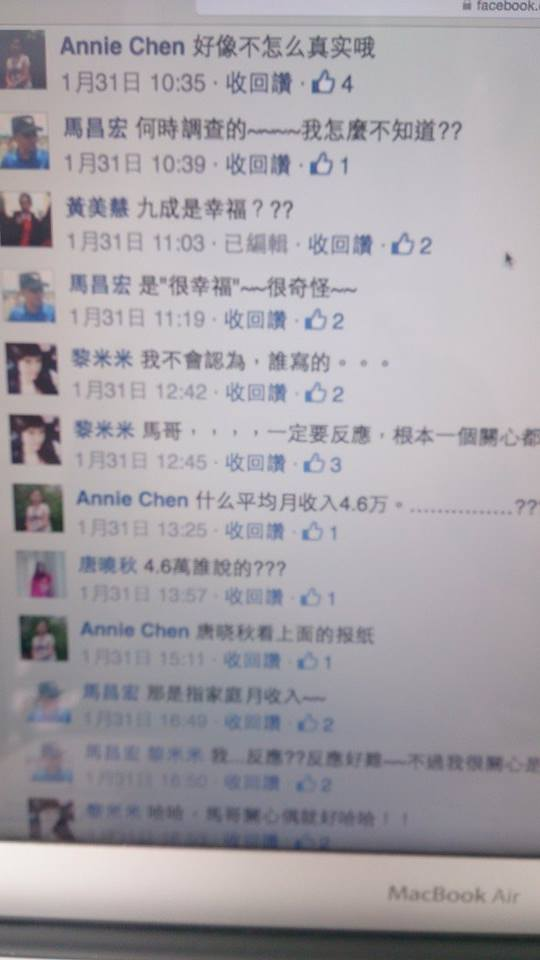 facebook.
Annie Chen 好像不怎么真实哦
1月31日 10:35 · 收回讚 · 4
馬昌宏 何時調查的~~~~我怎麼不知道??
1月31日 10:39 · 收回讚 · 1
黃美慧 九成是幸福？??
1月31日 11:03 · 已編輯 · 收回讚 · 2
馬昌宏 是"很幸福"~~很奇怪~~
1月31日 11:19 · 收回讚 · 2
黎米米 我不會認為，誰寫的。。。
1月31日 12:42 · 收回讚 · 2
黎米米 馬哥，，，，一定要反應，根本一個關心都
1月31日 12:45 · 收回讚 · 3
Annie Chen 什么平均月收入4.6万。..............???
1月31日 13:25 · 收回讚 · 1
唐曉秋 4.6萬誰說的???
1月31日 13:57 · 收回讚 · 1
Annie Chen 唐晓秋看上面的报纸
1月31日 15:11 · 收回讚 · 1
馬昌宏 那是指家庭月收入~~
1月31日 16:49 · 收回讚 · 2
馬昌宏 黎米米 我...反應??反應好難~~不過我很關心是
1月31日 16:50 · 收回讚 · 2
黎米米 哈哈，馬哥關心偶就好哈哈！！
1月31日 · 收回讚 · 2
MacBook Air